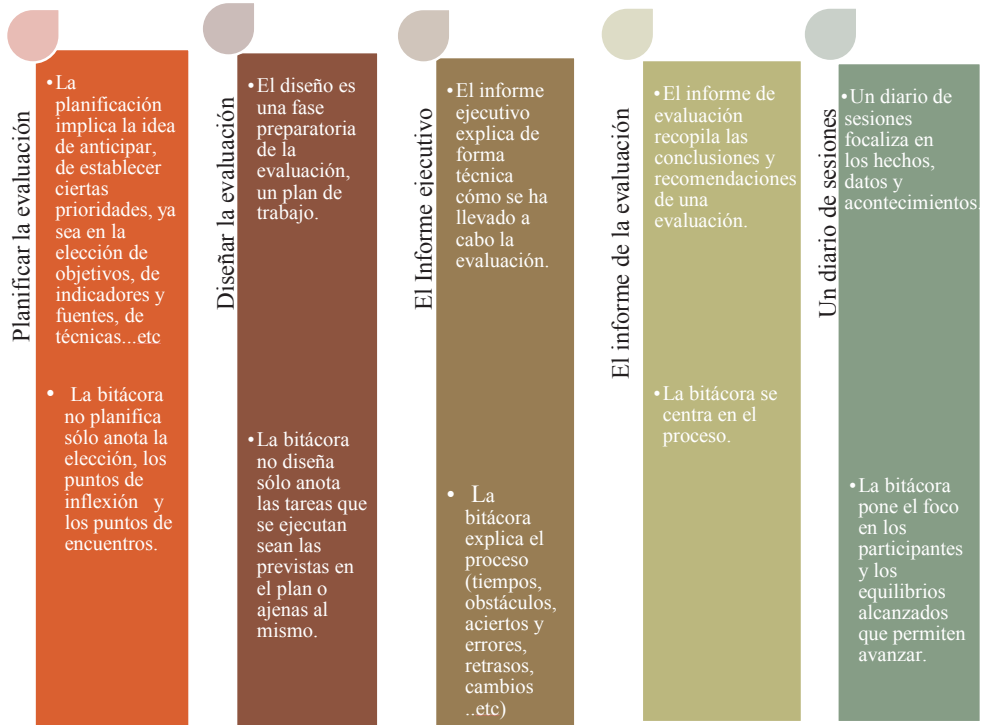 Planificar la evaluación
•La
planificación
implica la idea
de anticipar,
de establecer
ciertas
prioridades, ya
sea en la
elección de
objetivos, de
indicadores y
fuentes, de
técnicas...etc
• La bitácora
no planifica
sólo anota la
elección, los
puntos de
inflexión y
los puntos de
encuentros.
Diseñar la evaluación
•El diseño es
una fase
preparatoria
de la
evaluación,
un plan de
trabajo.
•La bitácora
no diseña
sólo anota
las tareas que
se ejecutan
sean las
previstas en
el plan o
ajenas al
mismo.
El Informe ejecutivo
•El informe
ejecutivo
explica de
forma
técnica
cómo se ha
llevado a
cabo la
evaluación.
• La
bitácora
explica el
proceso
(tiempos,
obstáculos,
aciertos y
errores,
retrasos,
cambios
..etc)
El informe de la evaluación
•El informe de
evaluación
recopila las
conclusiones y
recomendaciones
de una
evaluación.
•La bitácora se
centra en el
proceso.
Un diario de sesiones
•Un diario de
sesiones
focaliza en
los hechos,
datos y
acontecimientos.
•La bitácora
pone el foco
en los
participantes
y los
equilibrios
alcanzados
que permiten
avanzar.